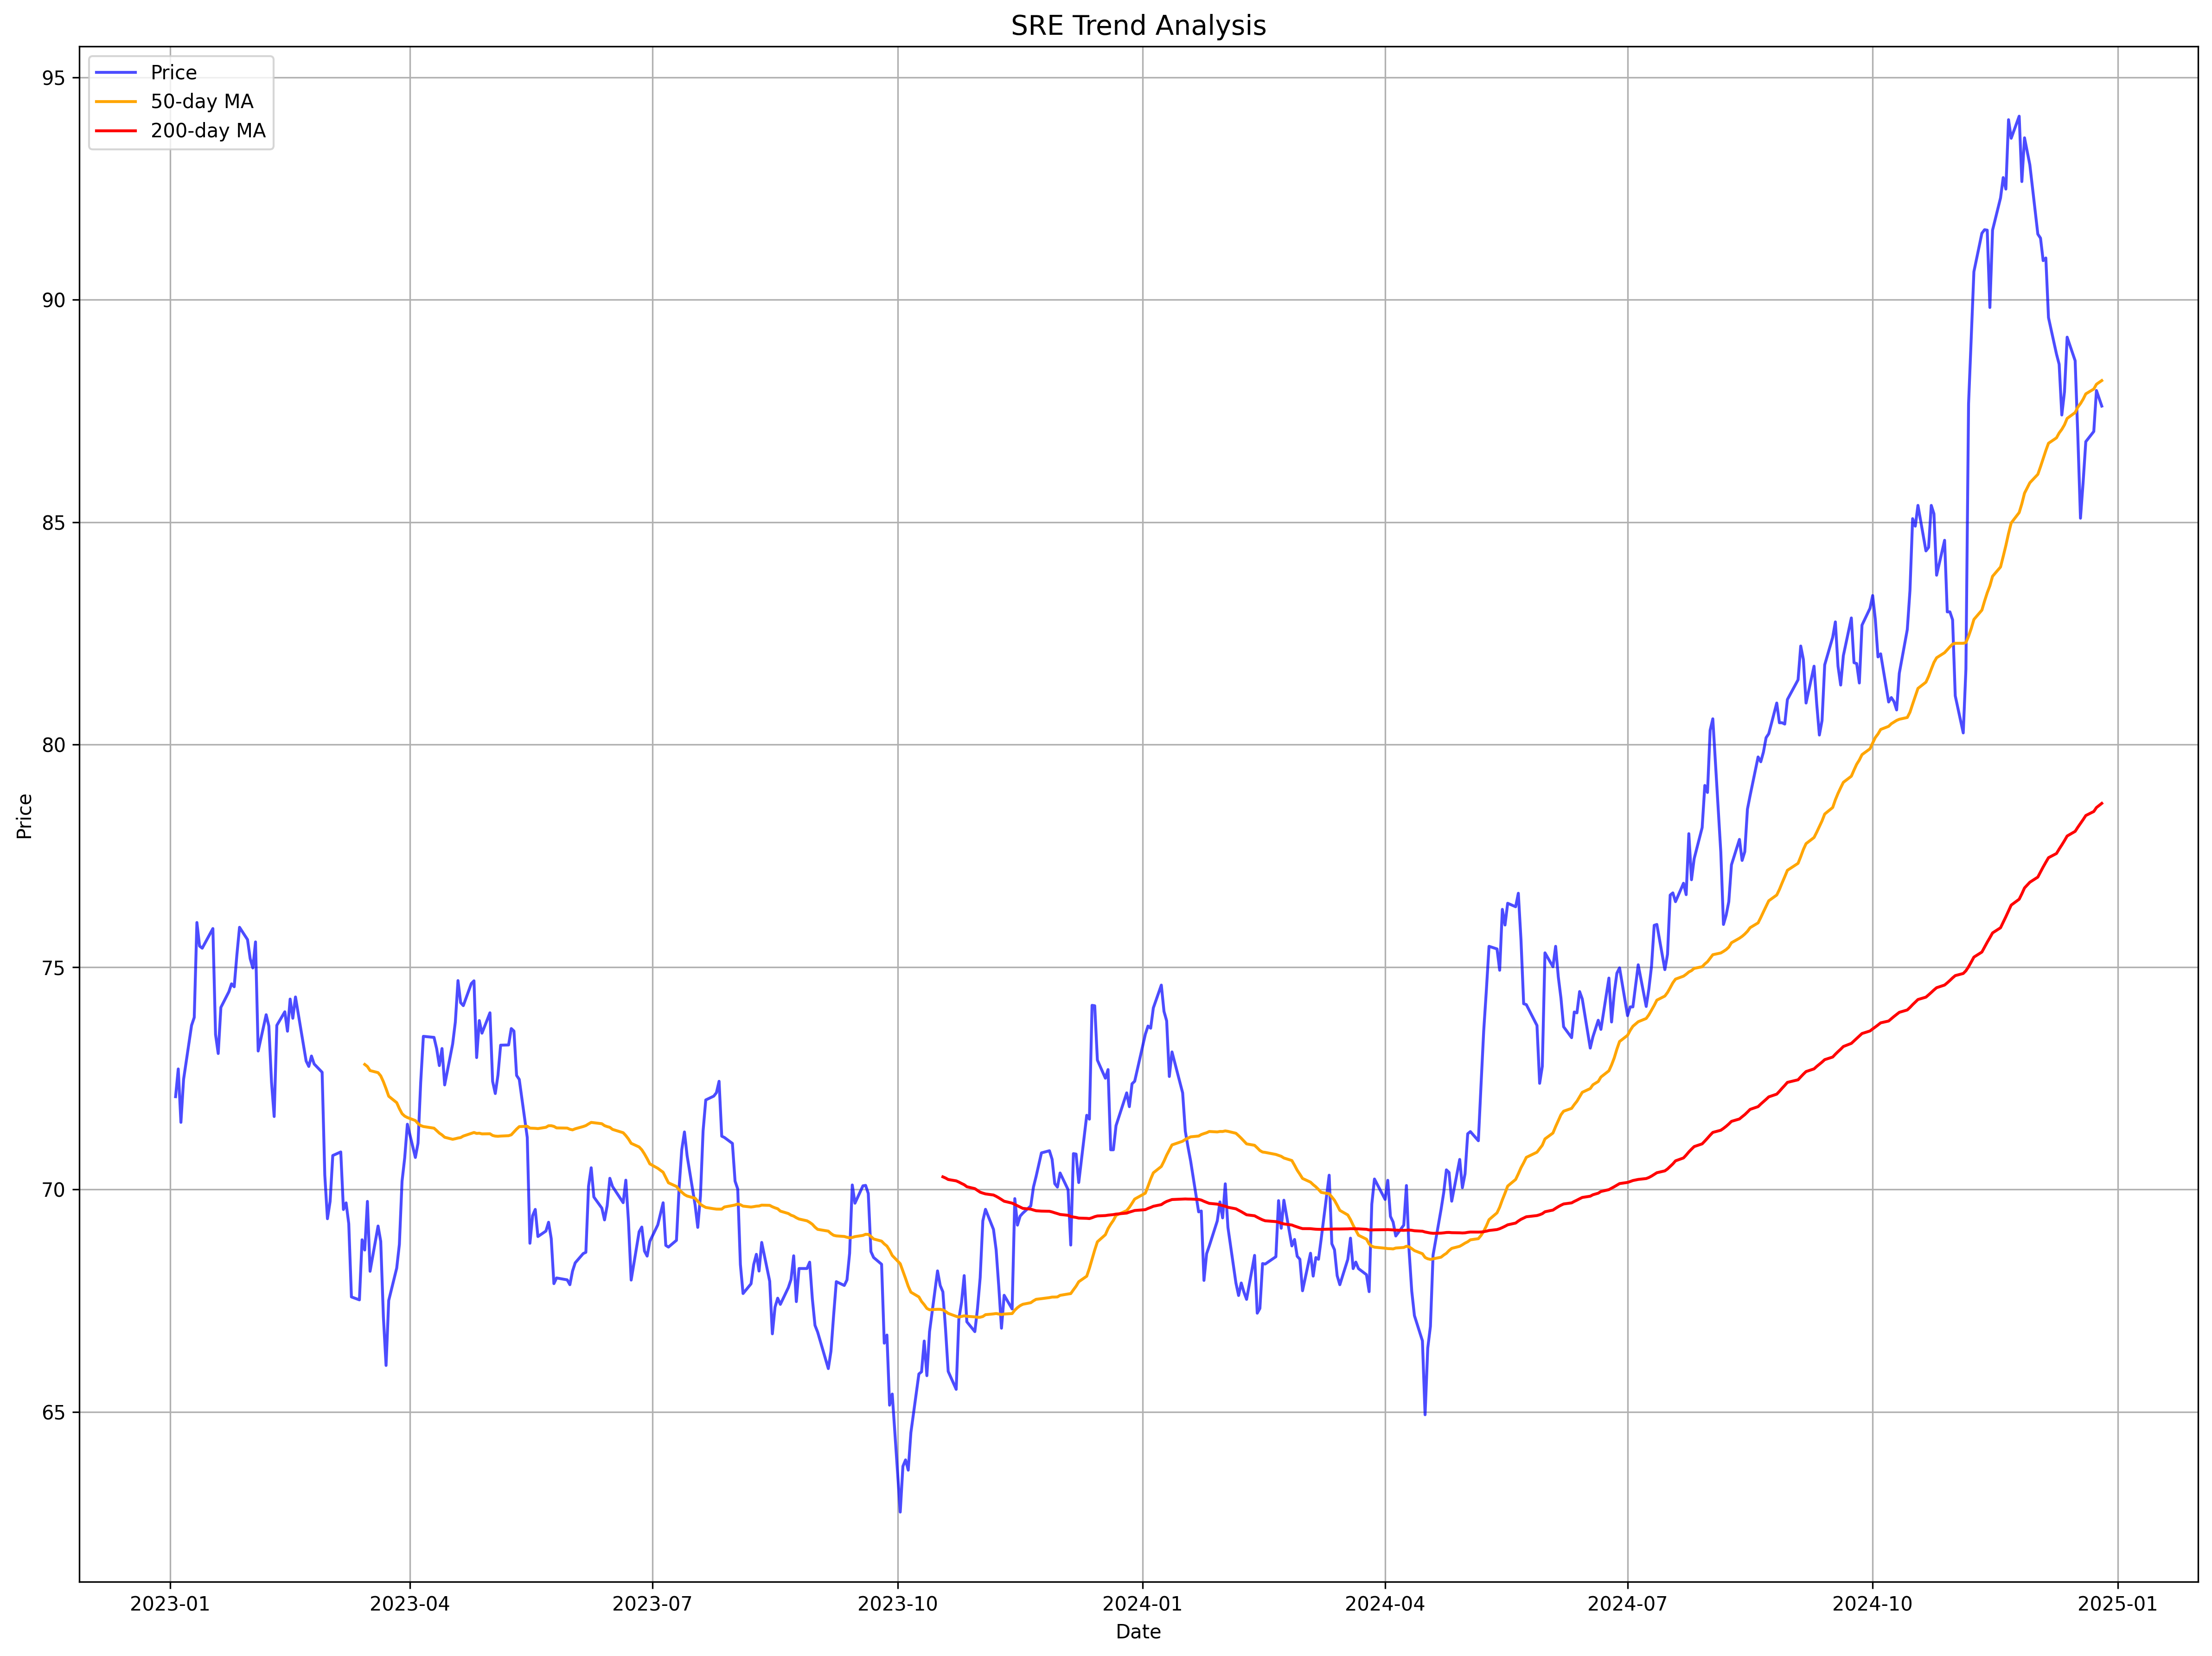 SRE Trend Analysis
Price
50-day MA
200-day MA
95
90
85
80
75
70
65
Price
2023-01
2023-04
2023-07
2023-10
2024-01
2024-04
2024-07
2024-10
2025-01
Date